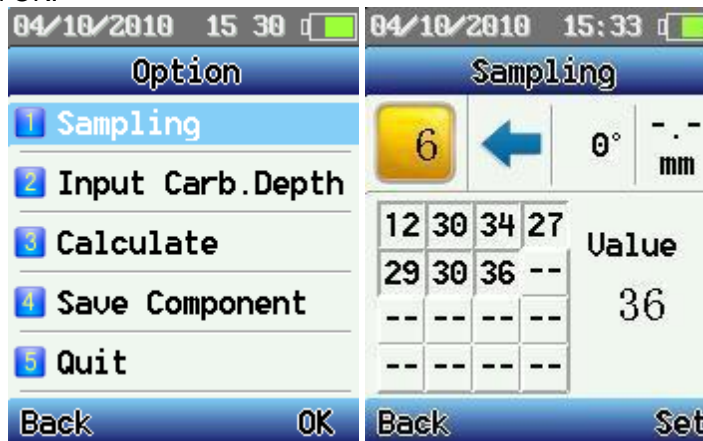 04/10/2010 15 30
Option
1 Sampling
2 Input Carb.Depth
3 Calculate
4 Save Component
5 Quit
Back OK
04/10/2010 15:33
Sampling
6 0° -.-
mm
12 30 34 27
Value
29 30 36 --
36
-- -- -- --
-- -- -- --
Back Set